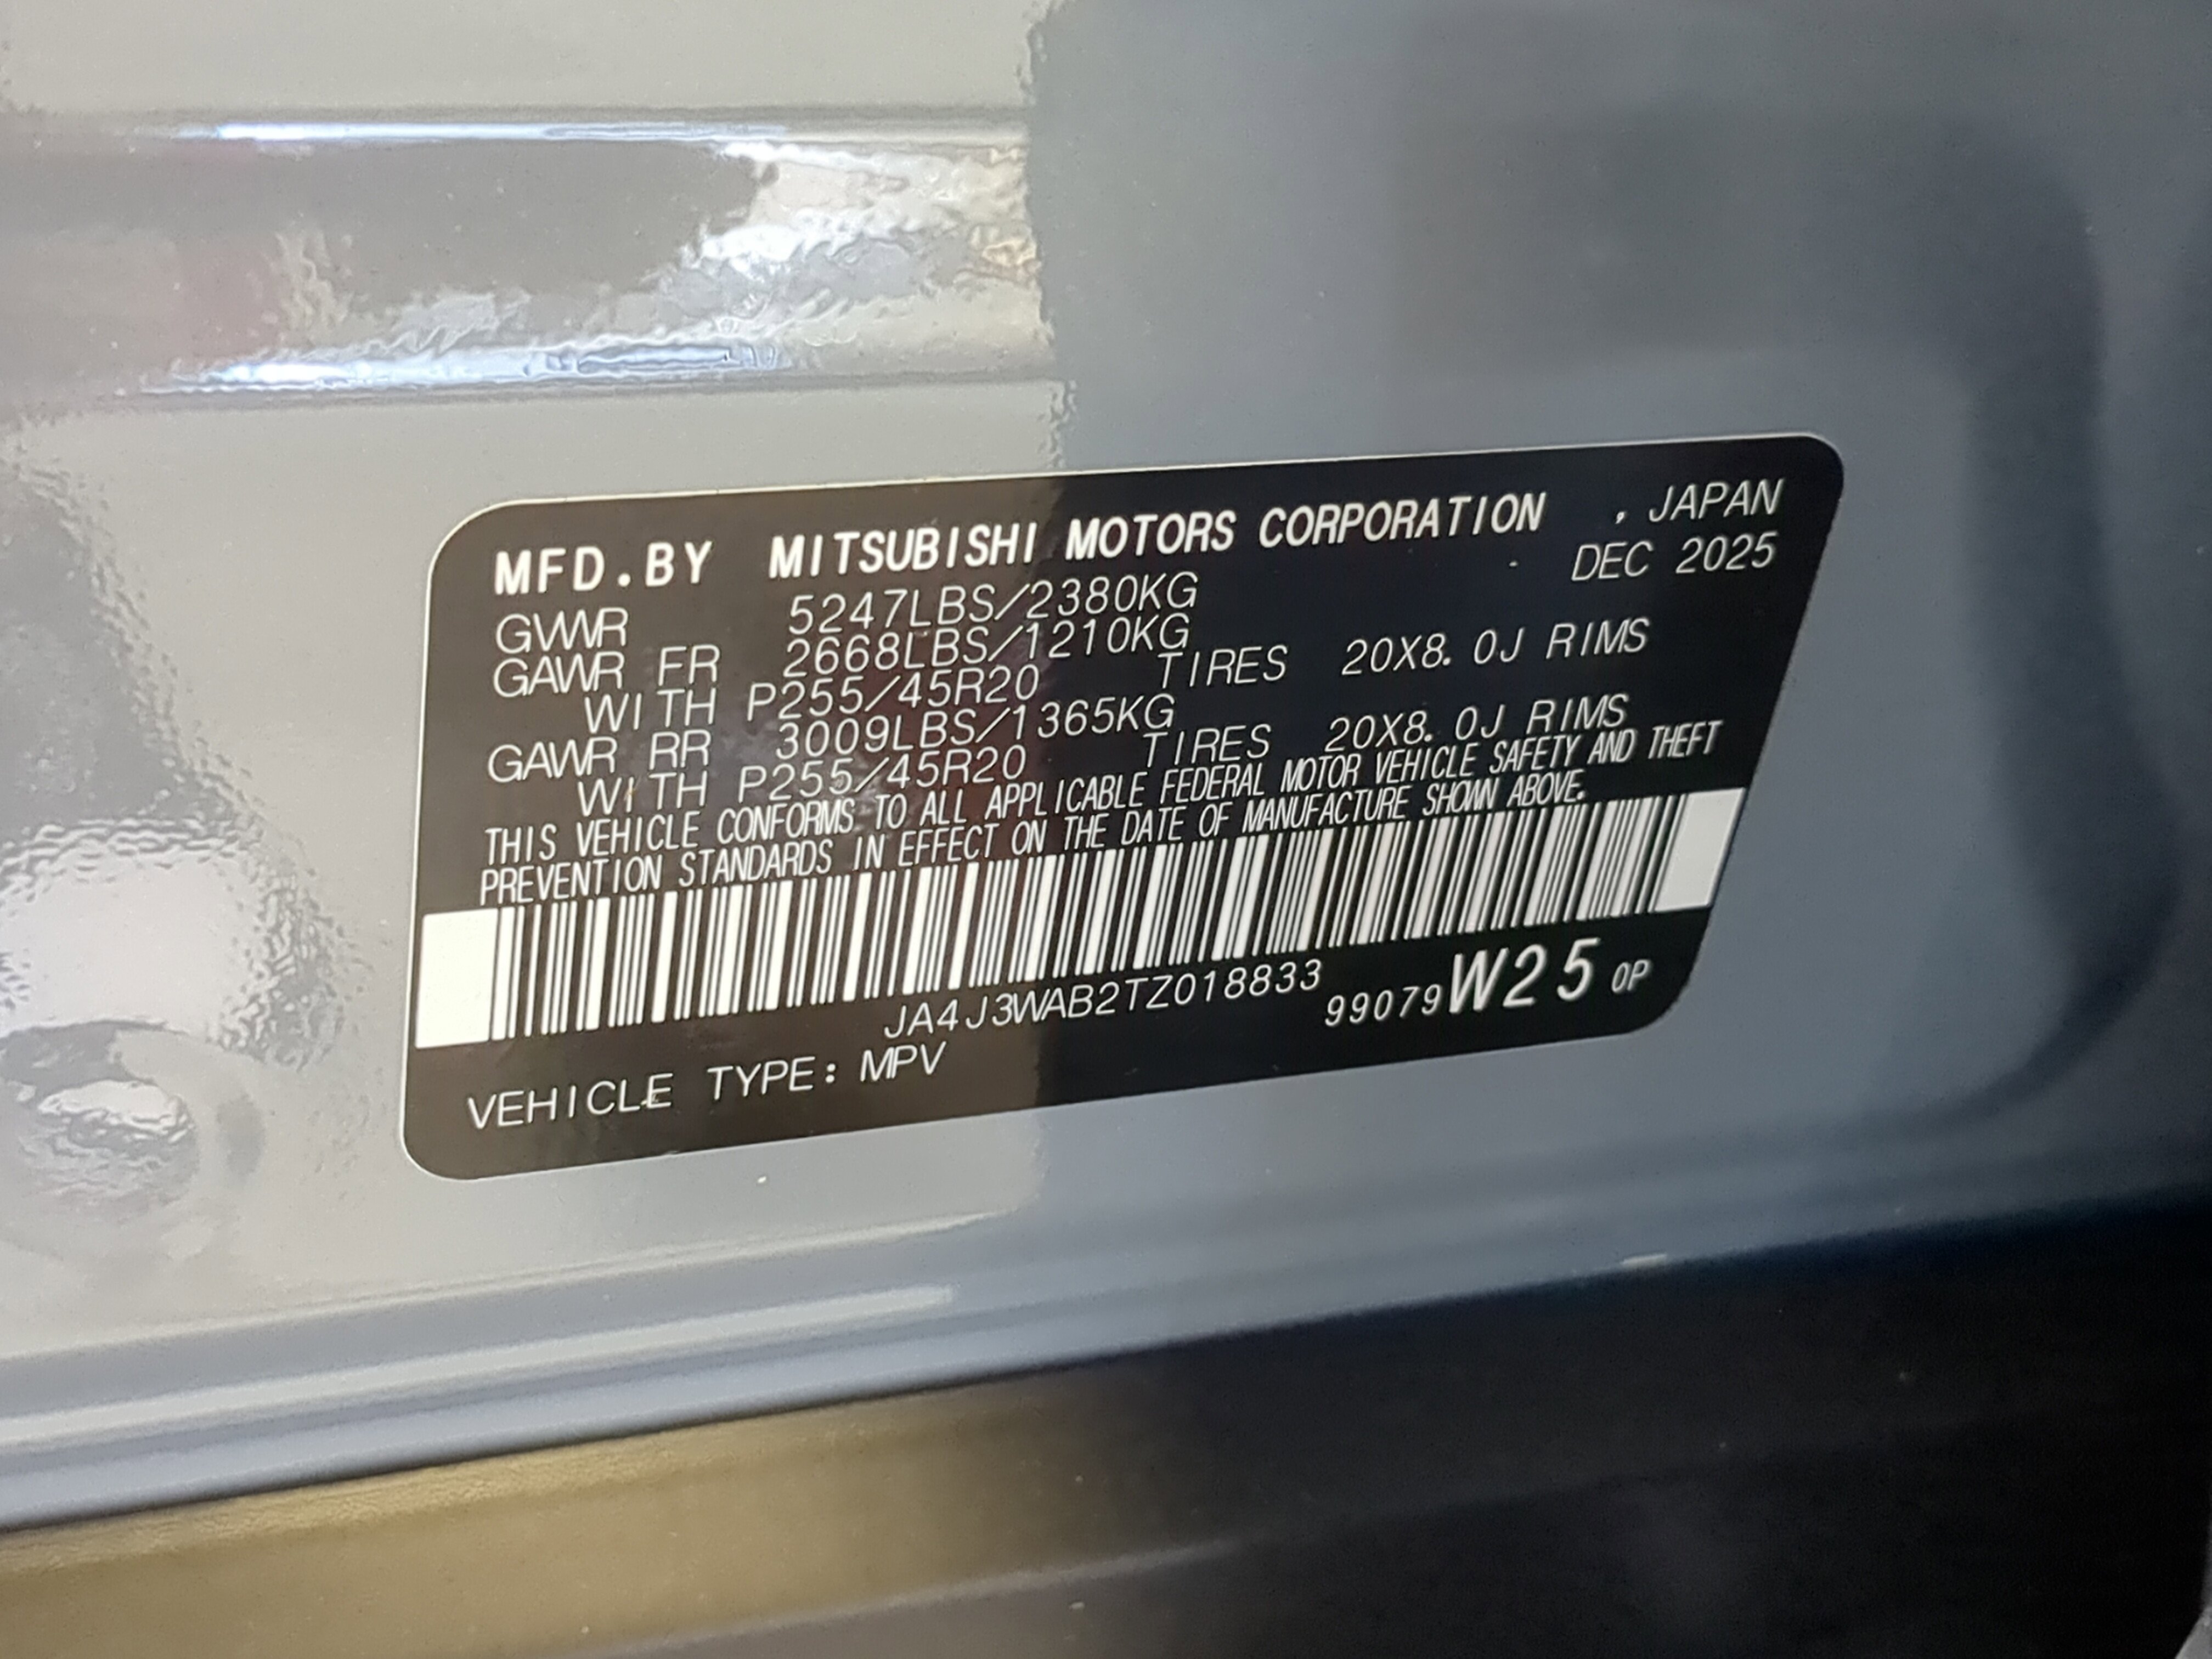 MFD.BY MITSUBISHI MOTORS CORPORATION , JAPAN
DEC 2025
GVWR 5247LBS/2380KG
GAWR FR 2668LBS/1210KG
WITH P255/45R20 TIRES 20X8.0J RIMS
GAWR RR 3009LBS/1365KG
WITH P255/45R20 TIRES 20X8.0J RIMS
THIS VEHICLE CONFORMS TO ALL APPLICABLE FEDERAL MOTOR VEHICLE SAFETY AND THEFT
PREVENTION STANDARDS IN EFFECT ON THE DATE OF MANUFACTURE SHOWN ABOVE.
JA4J3WAB2TZ018833 99079W25 0P
VEHICLE TYPE: MPV